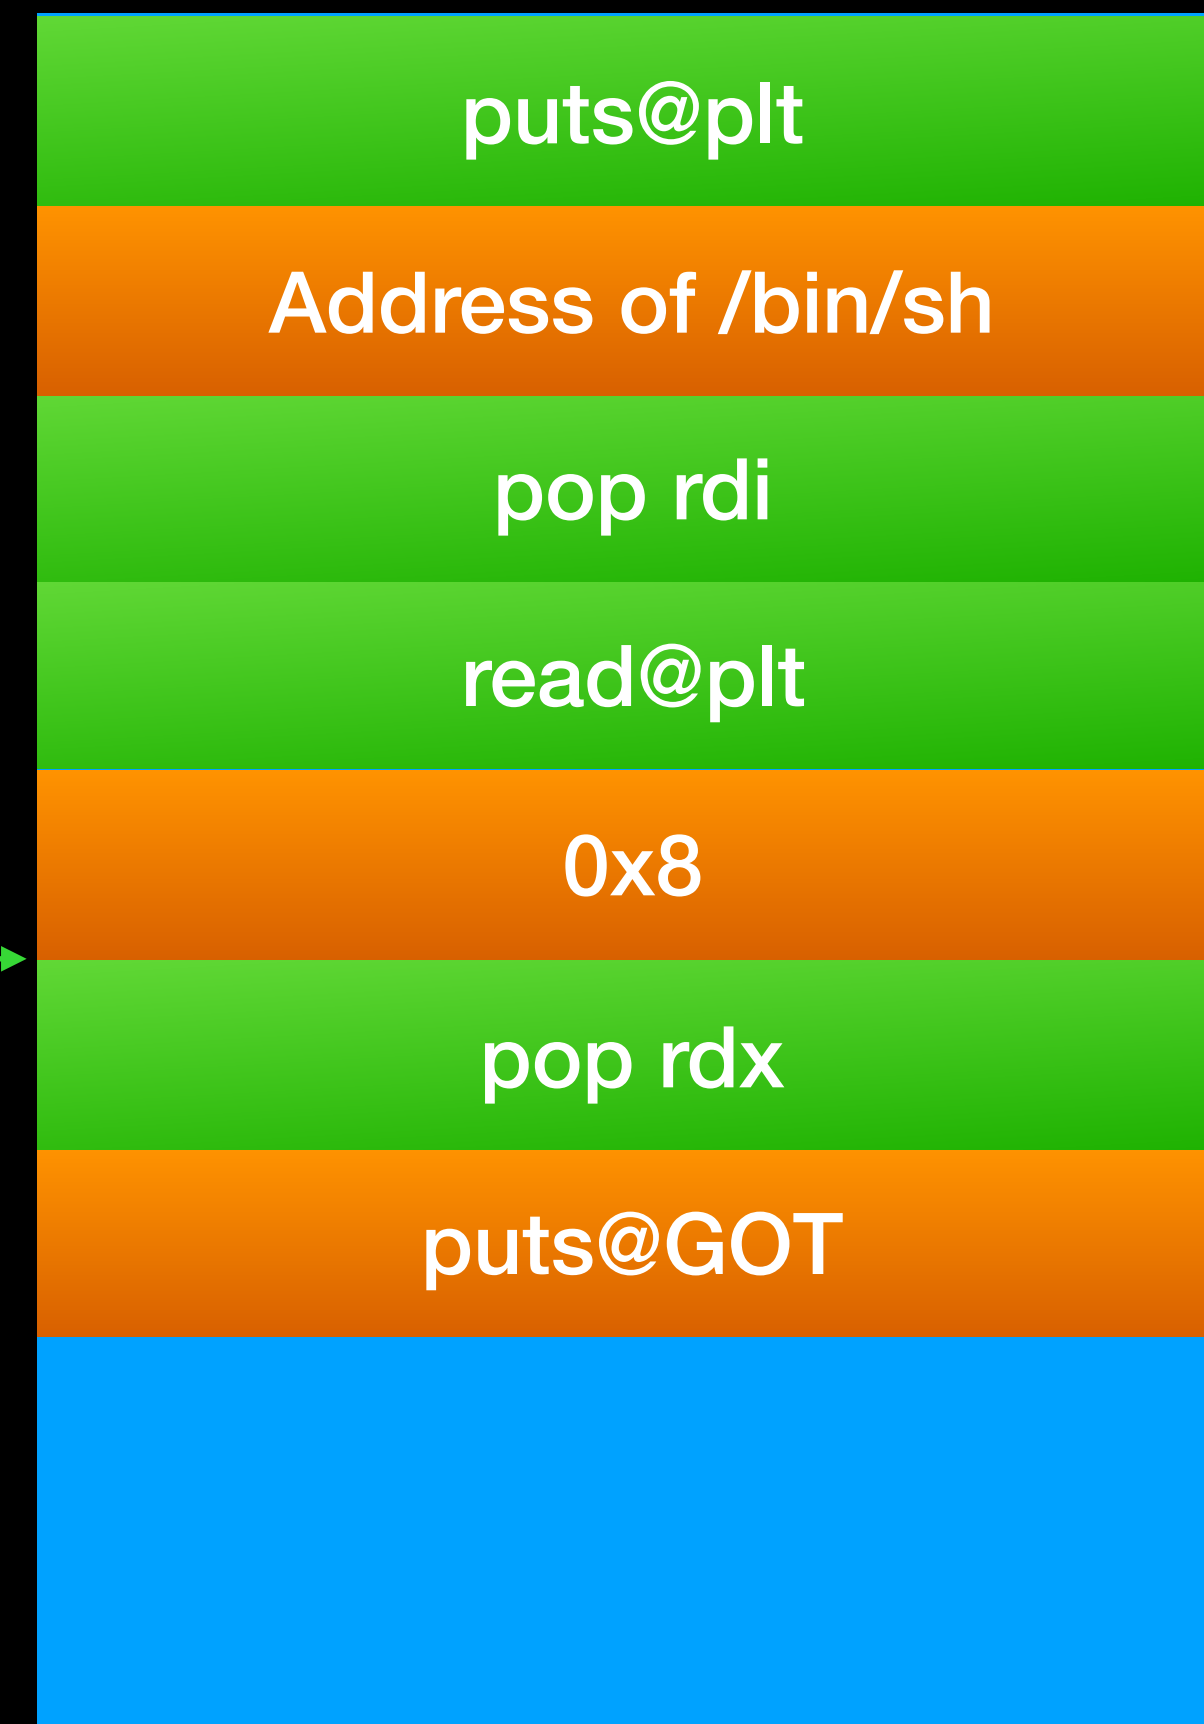 puts@plt
Address of /bin/sh
pop rdi
read@plt
0x8
pop rdx
puts@GOT